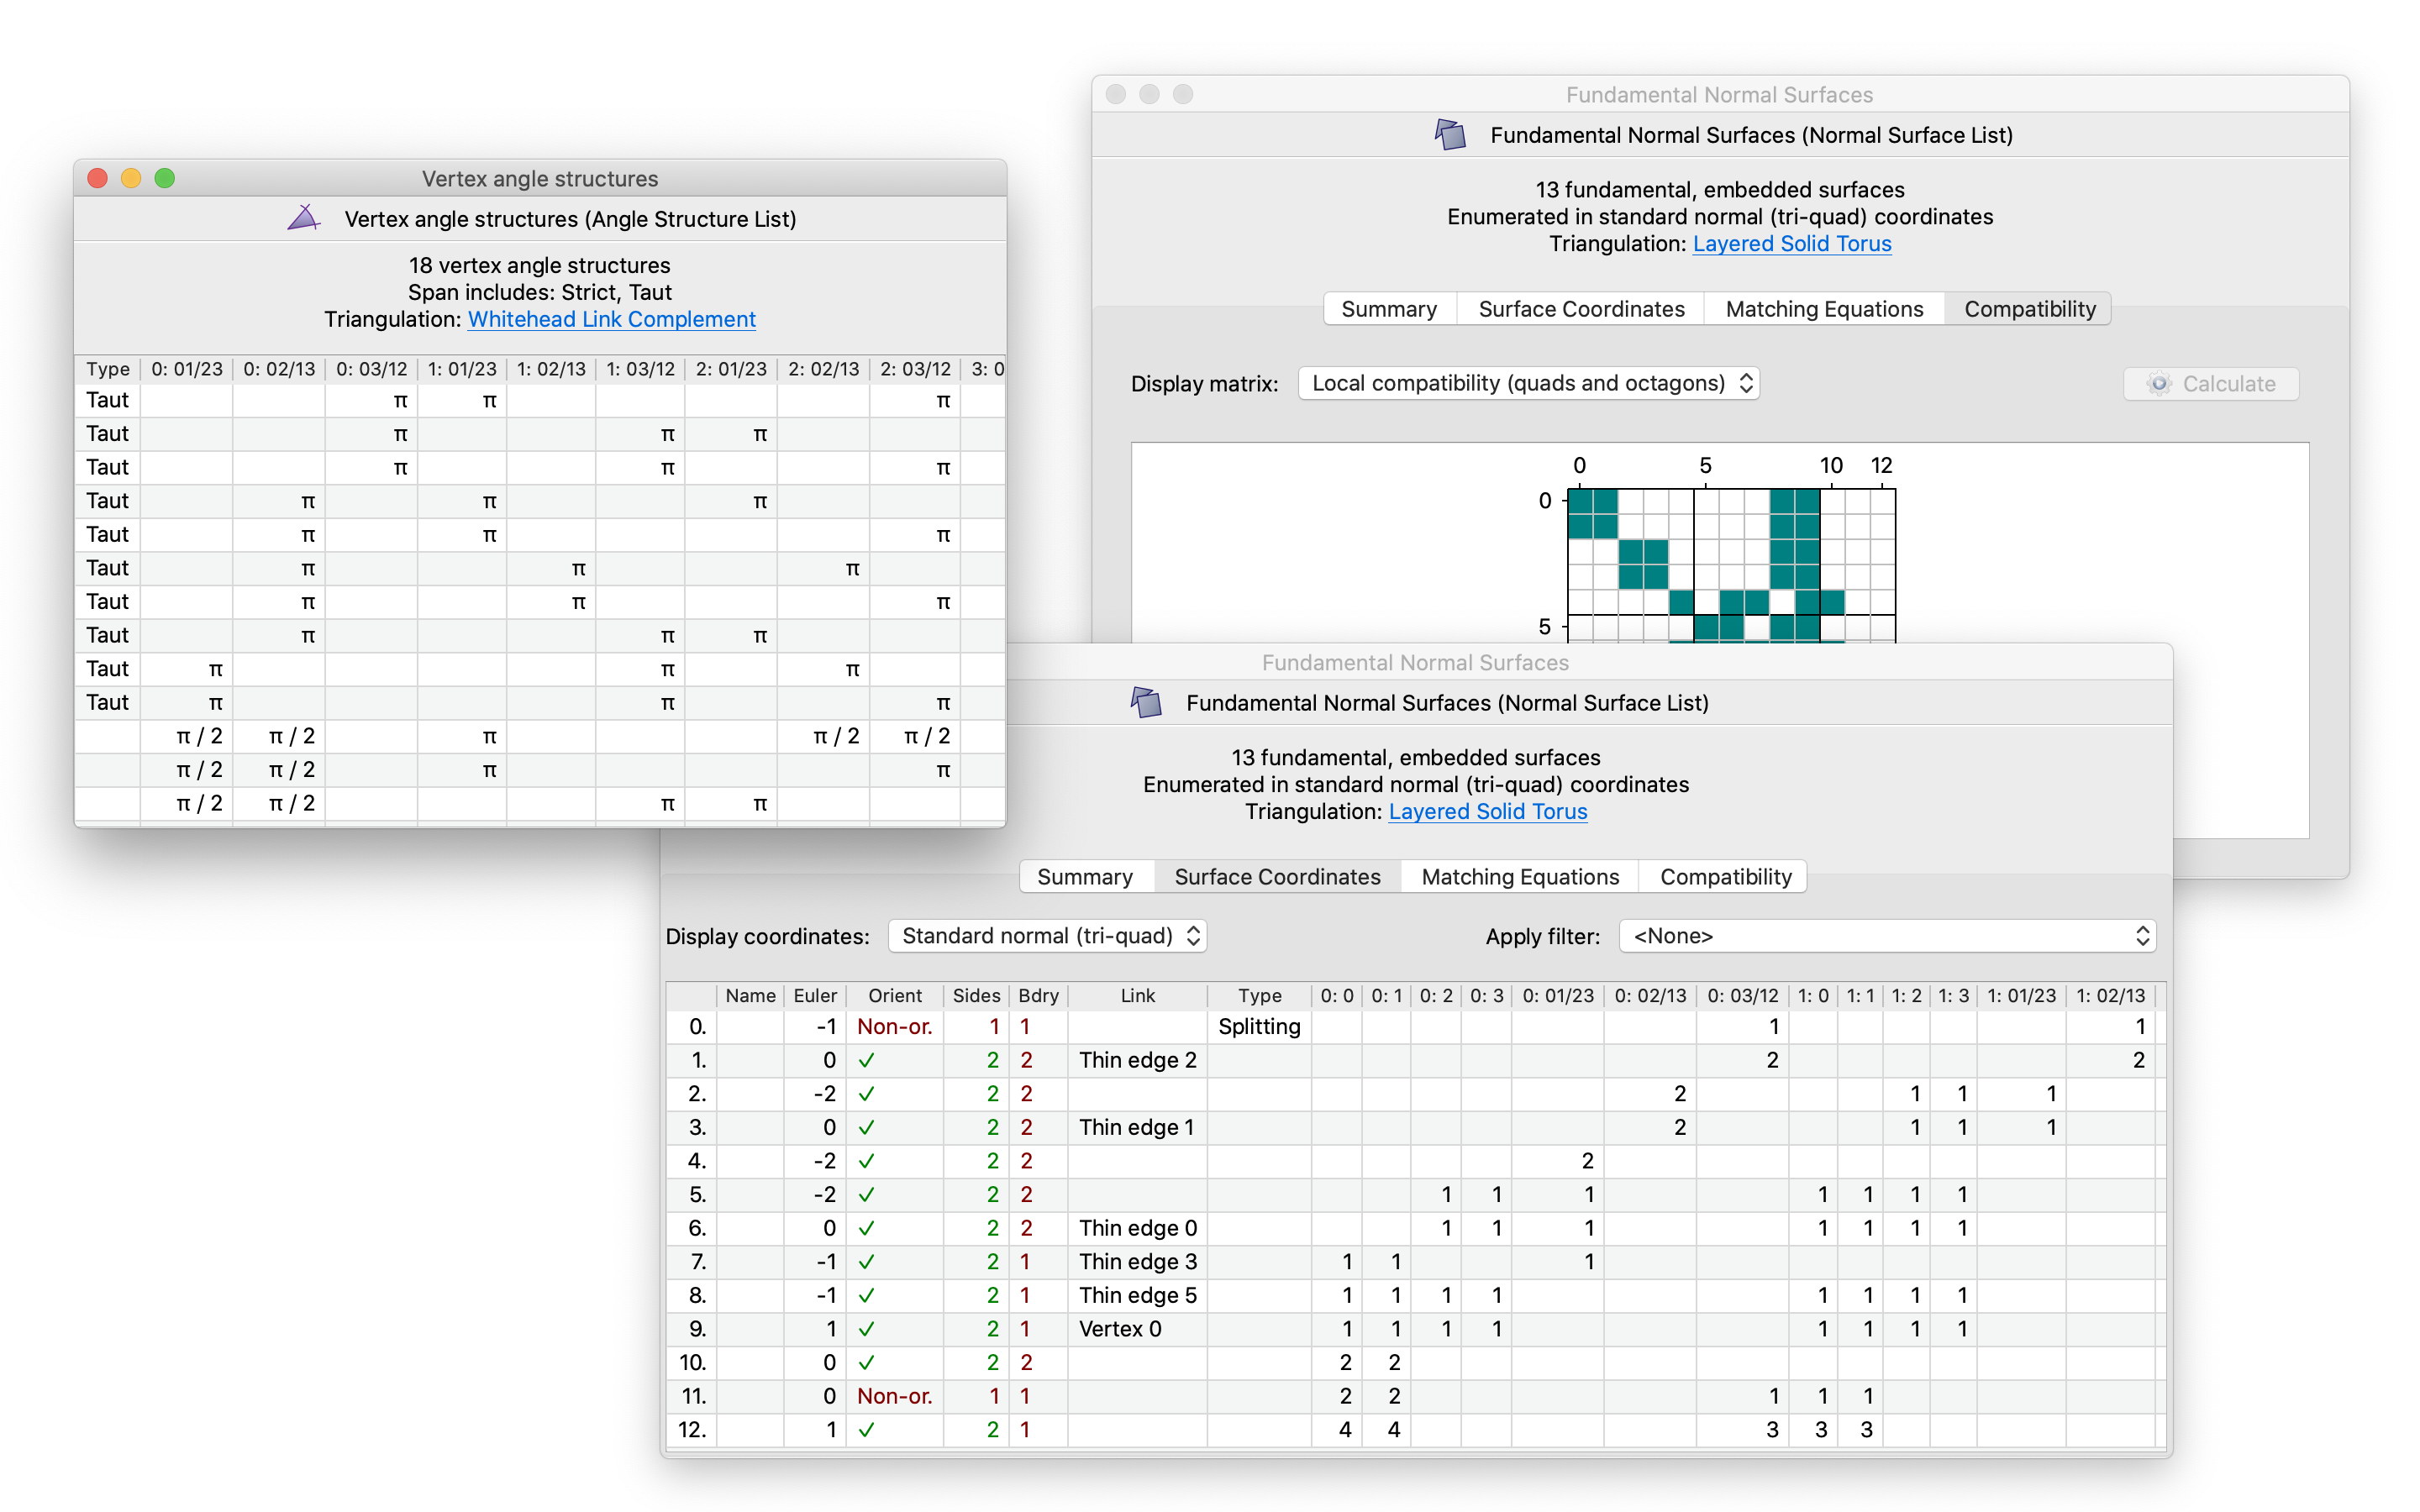 Vertex angle structures
Vertex angle structures (Angle Structure List)
18 vertex angle structures
Span includes: Strict, Taut
Triangulation: Whitehead Link Complement
Type 0: 01/23 0: 02/13 0: 03/12 1: 01/23 1: 02/13 1: 03/12 2: 01/23 2: 02/13 2: 03/12 3: 0
Taut π π π
Taut π π π
Taut π π π
Taut π π π
Taut π π π
Taut π π π
Taut π π π
Taut π π π
Taut π π π
Taut π π π
π / 2 π / 2 π π / 2 π / 2
π / 2 π / 2 π π
π / 2 π / 2 π π
Fundamental Normal Surfaces
Fundamental Normal Surfaces (Normal Surface List)
13 fundamental, embedded surfaces
Enumerated in standard normal (tri-quad) coordinates
Triangulation: Layered Solid Torus
Summary Surface Coordinates Matching Equations Compatibility
Display matrix: Local compatibility (quads and octagons) Calculate
0 5 10 12
0
5
Fundamental Normal Surfaces
Fundamental Normal Surfaces (Normal Surface List)
13 fundamental, embedded surfaces
Enumerated in standard normal (tri-quad) coordinates
Triangulation: Layered Solid Torus
Summary Surface Coordinates Matching Equations Compatibility
Display coordinates: Standard normal (tri-quad) Apply filter: <None>
Name Euler Orient Sides Bdry Link Type 0: 0 0: 1 0: 2 0: 3 0: 01/23 0: 02/13 0: 03/12 1: 0 1: 1 1: 2 1: 3 1: 01/23 1: 02/13
0. -1 Non-or. 1 1 Splitting 1 1
1. 0 ✓ 2 2 Thin edge 2 2 2
2. -2 ✓ 2 2 2 1 1 1
3. 0 ✓ 2 2 Thin edge 1 2 1 1 1
4. -2 ✓ 2 2 2
5. -2 ✓ 2 2 1 1 1 1 1 1 1
6. 0 ✓ 2 2 Thin edge 0 1 1 1 1 1 1 1
7. -1 ✓ 2 1 Thin edge 3 1 1 1
8. -1 ✓ 2 1 Thin edge 5 1 1 1 1 1 1 1 1
9. 1 ✓ 2 1 Vertex 0 1 1 1 1 1 1 1 1
10. 0 ✓ 2 2 2 2
11. 0 Non-or. 1 1 2 2 1 1 1
12. 1 ✓ 2 1 4 4 3 3 3